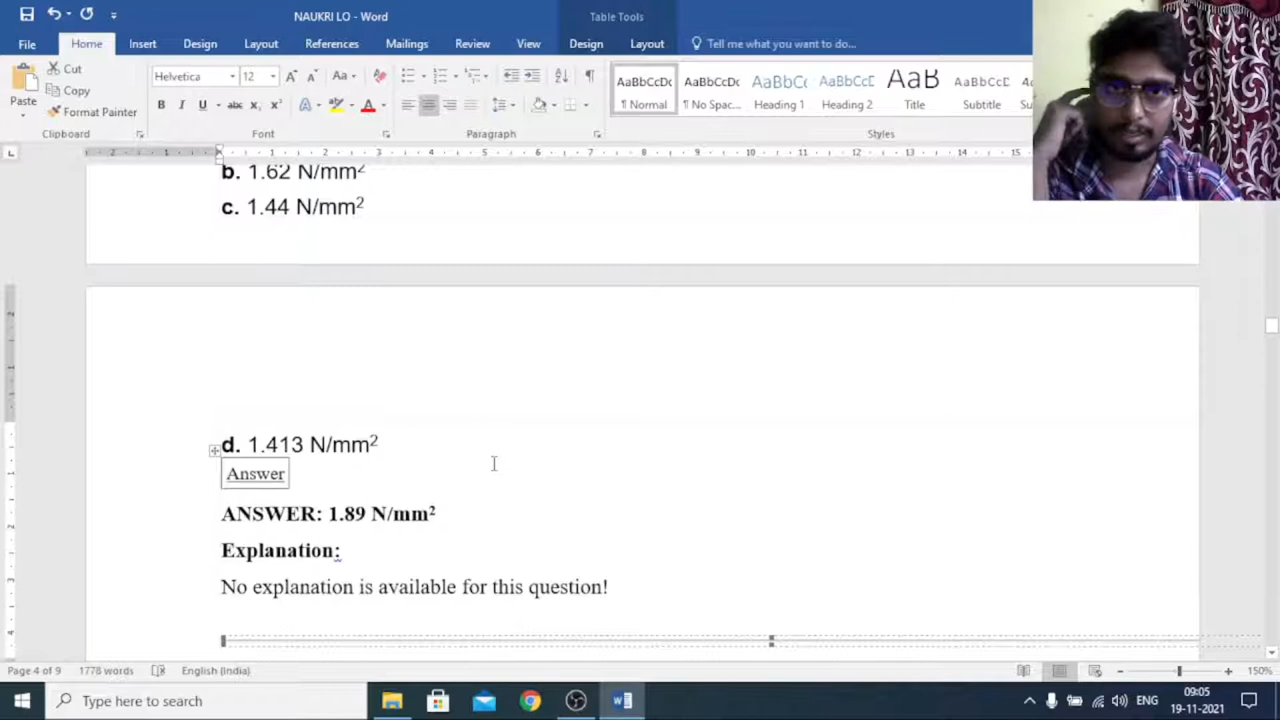 NAUKRI LO - Word
Table Tools
File Home Insert Design Layout References Mailings Review View Design Layout Tell me what you want to do...
Paste
Cut
Copy
Format Painter
Helvetica 12
AaBbCcDc AaBbCcDc AaBbCc AaBbCcD AaB AaBbCcD
¶ Normal ¶ No Spac... Heading 1 Heading 2 Title Subtitle
Clipboard Font Paragraph Styles
b. 1.62 N/mm²
c. 1.44 N/mm²
d. 1.413 N/mm²
Answer
ANSWER: 1.89 N/mm²
Explanation:
No explanation is available for this question!
Page 4 of 9 1778 words English (India) 150%
Type here to search
ENG
09:05
19-11-2021